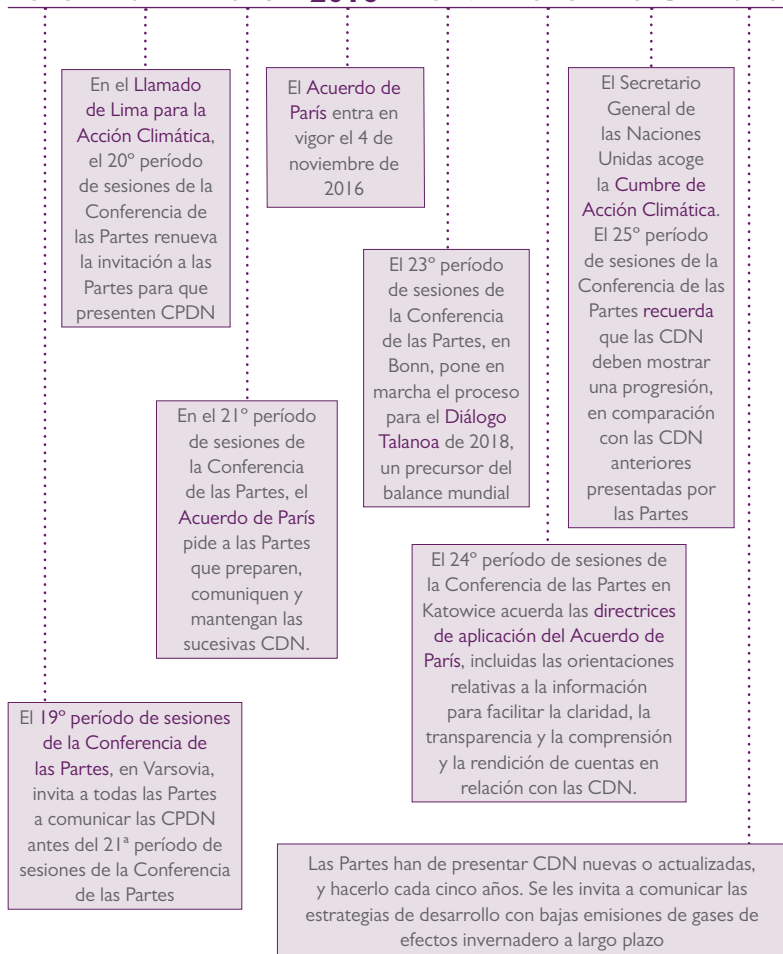 2016
En el Llamado
de Lima para la
Acción Climática,
el 20º período
de sesiones de la
Conferencia de
las Partes renueva
la invitación a las
Partes para que
presenten CPDN
El Acuerdo de
París entra en
vigor el 4 de
noviembre de
2016
El Secretario
General de
las Naciones
Unidas acoge
la Cumbre de
Acción Climática.
El 25º período
de sesiones de la
Conferencia de las
Partes recuerda
que las CDN
deben mostrar
una progresión,
en comparación
con las CDN
anteriores
presentadas por
las Partes
El 23º período
de sesiones de
la Conferencia
de las Partes, en
Bonn, pone en
marcha el proceso
para el Diálogo
Talanoa de 2018,
un precursor del
balance mundial
En el 21º período
de sesiones de
la Conferencia
de las Partes, el
Acuerdo de París
pide a las Partes
que preparen,
comuniquen y
mantengan las
sucesivas CDN.
El 24º período de sesiones de
la Conferencia de las Partes en
Katowice acuerda las directrices
de aplicación del Acuerdo de
París, incluidas las orientaciones
relativas a la información
para facilitar la claridad, la
transparencia y la comprensión
y la rendición de cuentas en
relación con las CDN.
El 19º período de sesiones
de la Conferencia de
las Partes, en Varsovia,
invita a todas las Partes
a comunicar las CPDN
antes del 21ª período de
sesiones de la Conferencia
de las Partes
Las Partes han de presentar CDN nuevas o actualizadas,
y hacerlo cada cinco años. Se les invita a comunicar las
estrategias de desarrollo con bajas emisiones de gases de
efectos invernadero a largo plazo